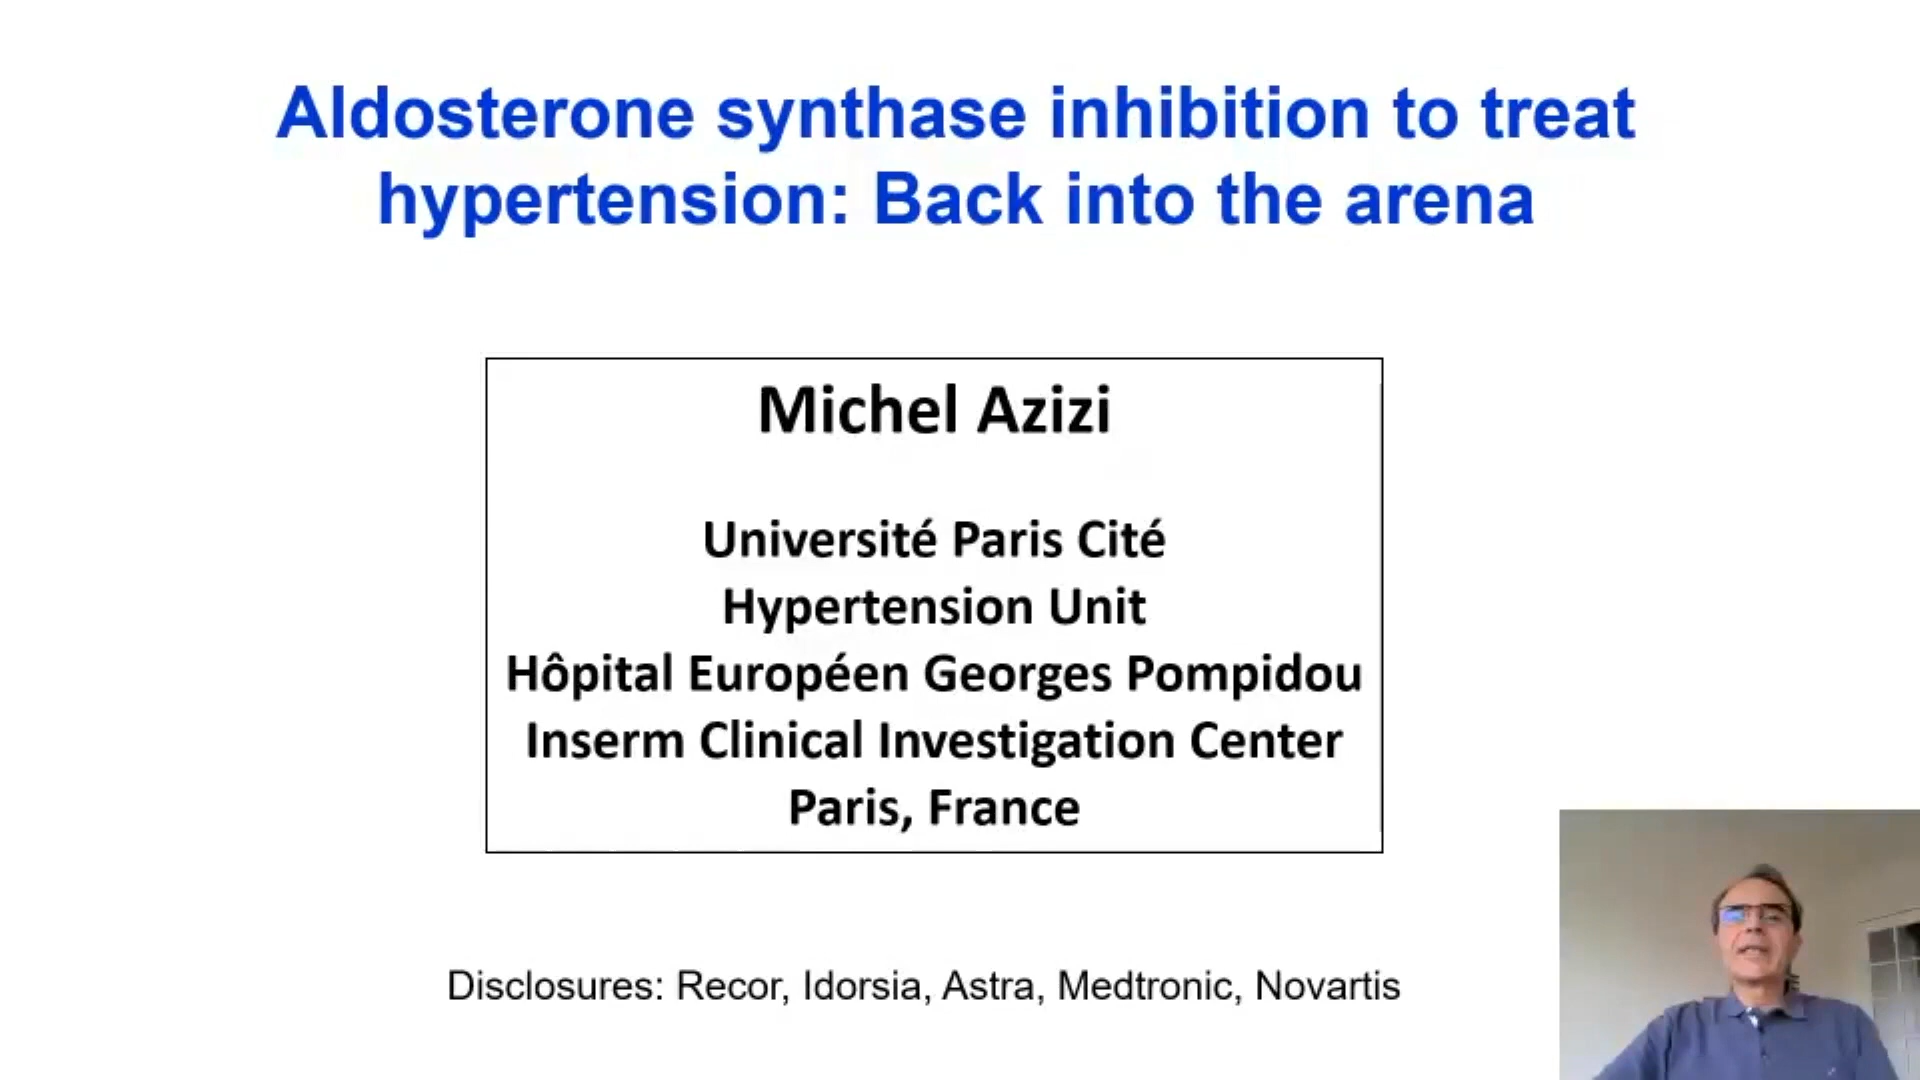 Aldosterone synthase inhibition to treat
hypertension: Back into the arena
Michel Azizi
Université Paris Cité
Hypertension Unit
Hôpital Européen Georges Pompidou
Inserm Clinical Investigation Center
Paris, France
Disclosures: Recor, Idorsia, Astra, Medtronic, Novartis